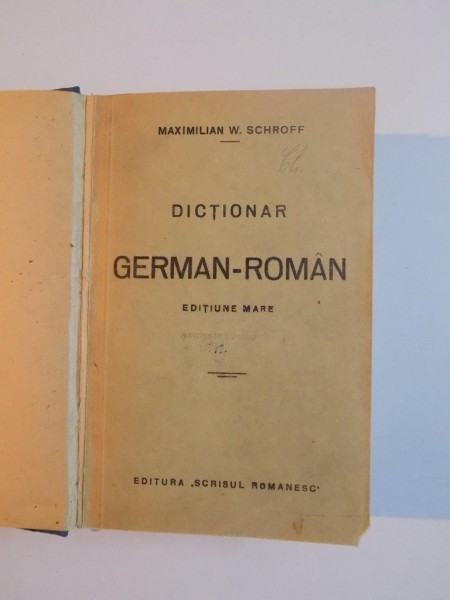 MAXIMILIAN W. SCHROFF
DICȚIONAR
GERMAN-ROMÂN
EDIȚIUNE MARE
EDITURA „SCRISUL ROMANESC"